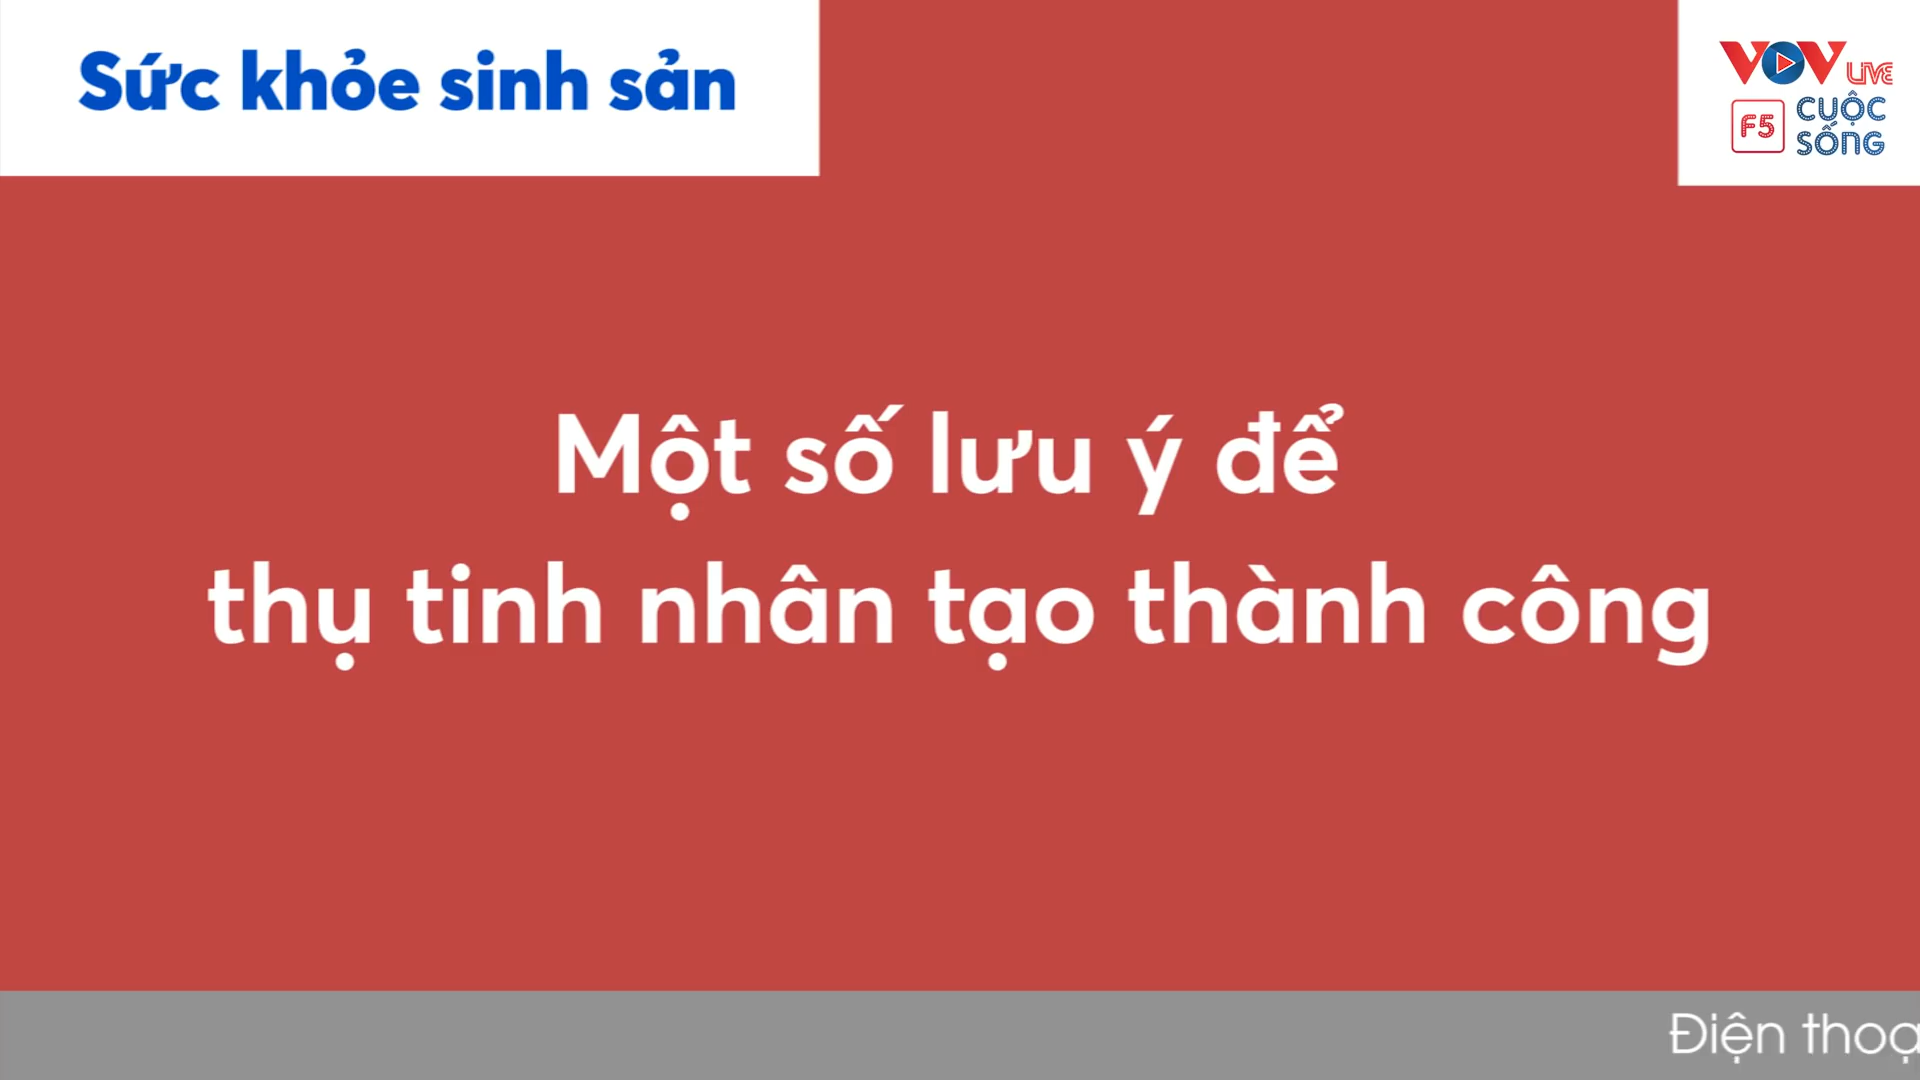 Sức khỏe sinh sản
VOV LIVE
F5 CUỘC SỐNG
Một số lưu ý để
thụ tinh nhân tạo thành công
Điện